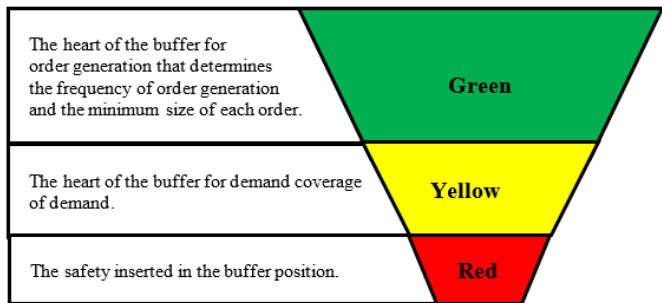 The heart of the buffer for
order generation that determines
the frequency of order generation
and the minimum size of each order.
Green
The heart of the buffer for demand coverage
of demand.
Yellow
The safety inserted in the buffer position.
Red